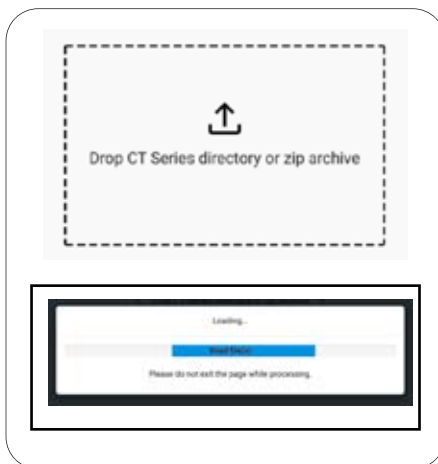 Drop CT Series directory or zip archive
Loading...
Please do not exit the page while processing.